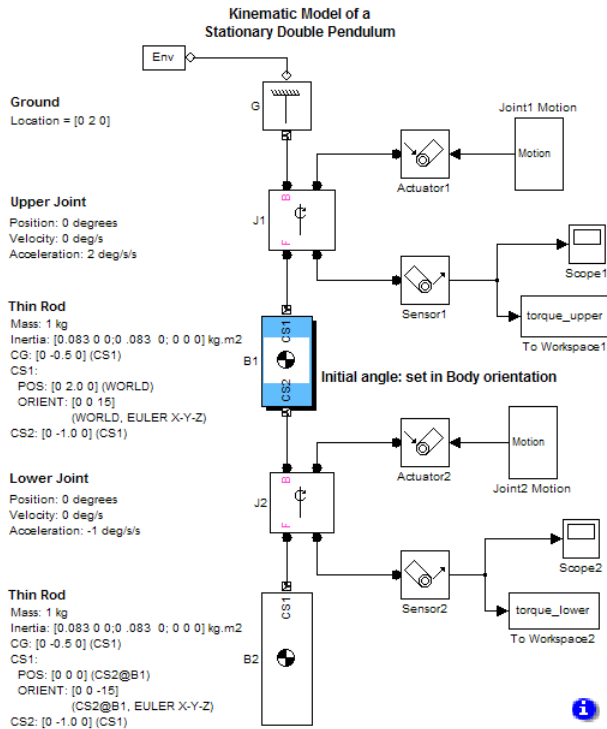 Kinematic Model of a
Stationary Double Pendulum
Env
Ground
Location = [0 2 0]
G
Joint1 Motion
Motion
Actuator1
Upper Joint
Position: 0 degrees
Velocity: 0 deg/s
Acceleration: 2 deg/s/s
B
J1
F
Sensor1
Scope1
torque_upper
To Workspace1
Thin Rod
Mass: 1 kg
Inertia: [0.083 0 0;0 .083  0; 0 0 0] kg.m2
CG: [0 -0.5 0] (CS1)
CS1:
POS: [0 2.0 0] (WORLD)
ORIENT: [0 0 15]
(WORLD, EULER X-Y-Z)
CS2: [0 -1.0 0] (CS1)
CS1
B1
CS2
Initial angle: set in Body orientation
Lower Joint
Position: 0 degrees
Velocity: 0 deg/s
Acceleration: -1 deg/s/s
B
J2
F
Motion
Actuator2
Joint2 Motion
Sensor2
Scope2
torque_lower
To Workspace2
Thin Rod
Mass: 1 kg
Inertia: [0.083 0 0;0 .083  0; 0 0 0] kg.m2
CG: [0 -0.5 0] (CS1)
CS1:
POS: [0 0 0] (CS2@B1)
ORIENT: [0 0 -15]
(CS2@B1, EULER X-Y-Z)
CS2: [0 -1.0 0] (CS1)
CS1
B2
i